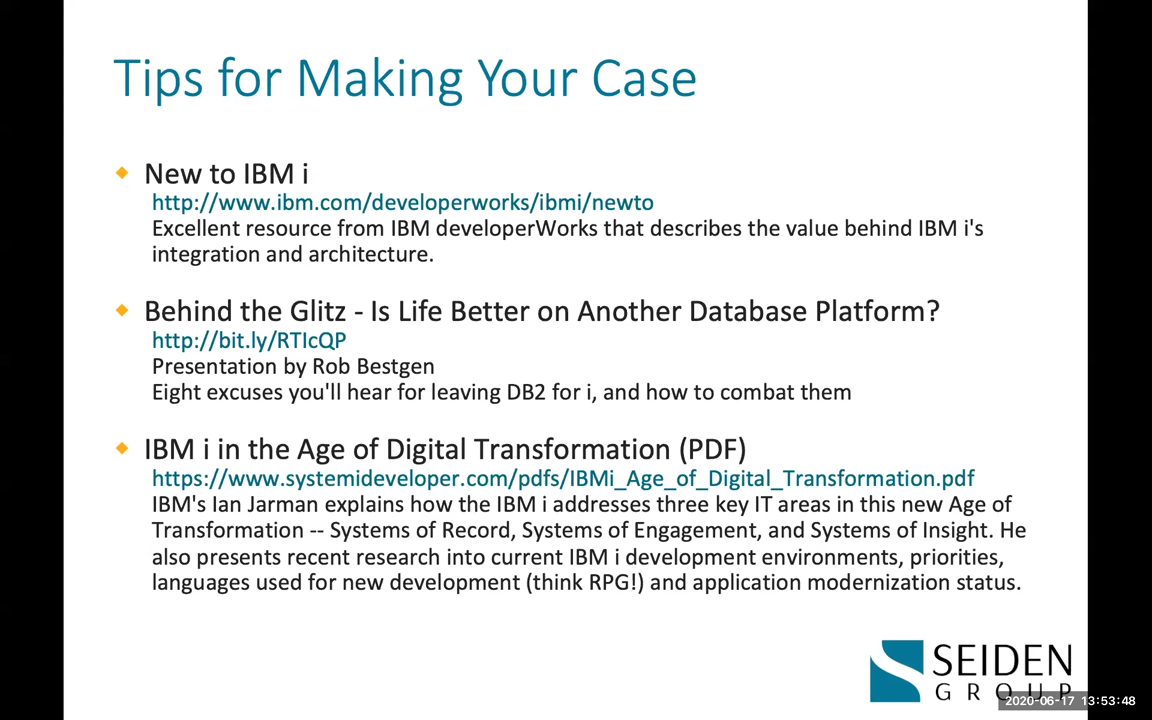 Tips for Making Your Case
New to IBM i
http://www.ibm.com/developerworks/ibmi/newto
Excellent resource from IBM developerWorks that describes the value behind IBM i's
integration and architecture.
Behind the Glitz - Is Life Better on Another Database Platform?
http://bit.ly/RTIcQP
Presentation by Rob Bestgen
Eight excuses you'll hear for leaving DB2 for i, and how to combat them
IBM i in the Age of Digital Transformation (PDF)
https://www.systemideveloper.com/pdfs/IBMi_Age_of_Digital_Transformation.pdf
IBM's Ian Jarman explains how the IBM i addresses three key IT areas in this new Age of
Transformation -- Systems of Record, Systems of Engagement, and Systems of Insight. He
also presents recent research into current IBM i development environments, priorities,
languages used for new development (think RPG!) and application modernization status.
SEIDEN
GROUP
2020-06-17 13:53:48